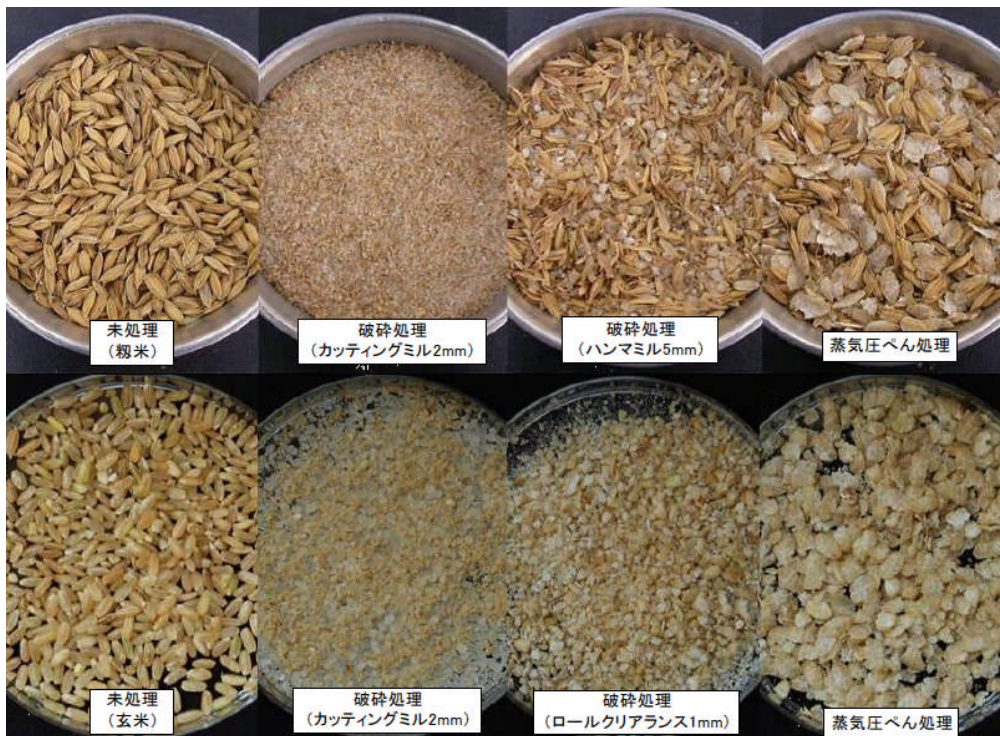 未処理
(籾米)
破砕処理
(カッティングミル2mm)
破砕処理
(ハンマミル5mm)
蒸気圧ぺん処理
未処理
(玄米)
破砕処理
(カッティングミル2mm)
破砕処理
(ロールクリアランス1mm)
蒸気圧ぺん処理